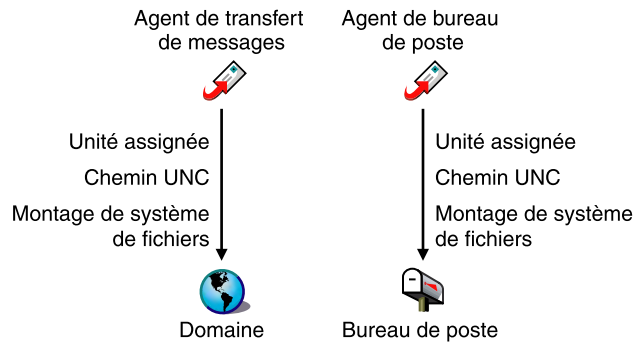 Agent de transfert
de messages
Agent de bureau
de poste
Unité assignée
Chemin UNC
Montage de système
de fichiers
Unité assignée
Chemin UNC
Montage de système
de fichiers
Domaine
Bureau de poste